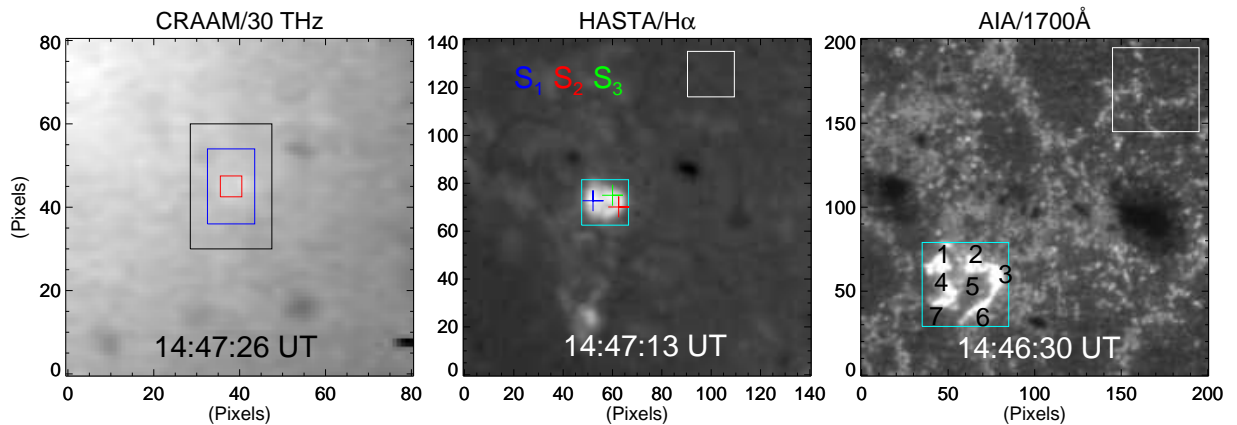 CRAAM/30 THz
HASTA/Hα
AIA/1700Å
80
60
40
20
0
(Pixels)
0 20 40 60 80
(Pixels)
14:47:26 UT
140
120
100
80
60
40
20
0
S1 S2 S3
0 20 40 60 80 100 120 140
(Pixels)
14:47:13 UT
200
150
100
50
0
1 2
3
4 5
7 6
14:46:30 UT
0 50 100 150 200
(Pixels)